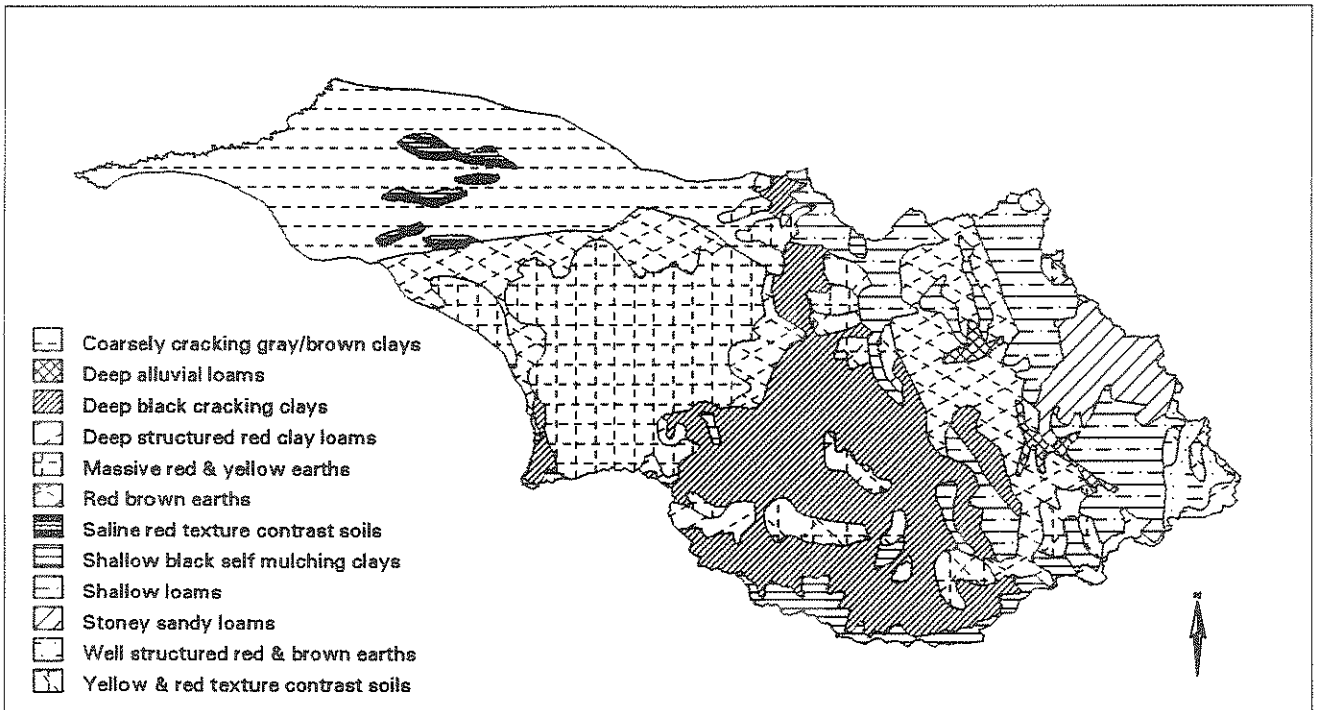 Coarsely cracking gray/brown clays
Deep alluvial loams
Deep black cracking clays
Deep structured red clay loams
Massive red & yellow earths
Red brown earths
Saline red texture contrast soils
Shallow black self mulching clays
Shallow loams
Stoney sandy loams
Well structured red & brown earths
Yellow & red texture contrast soils
N